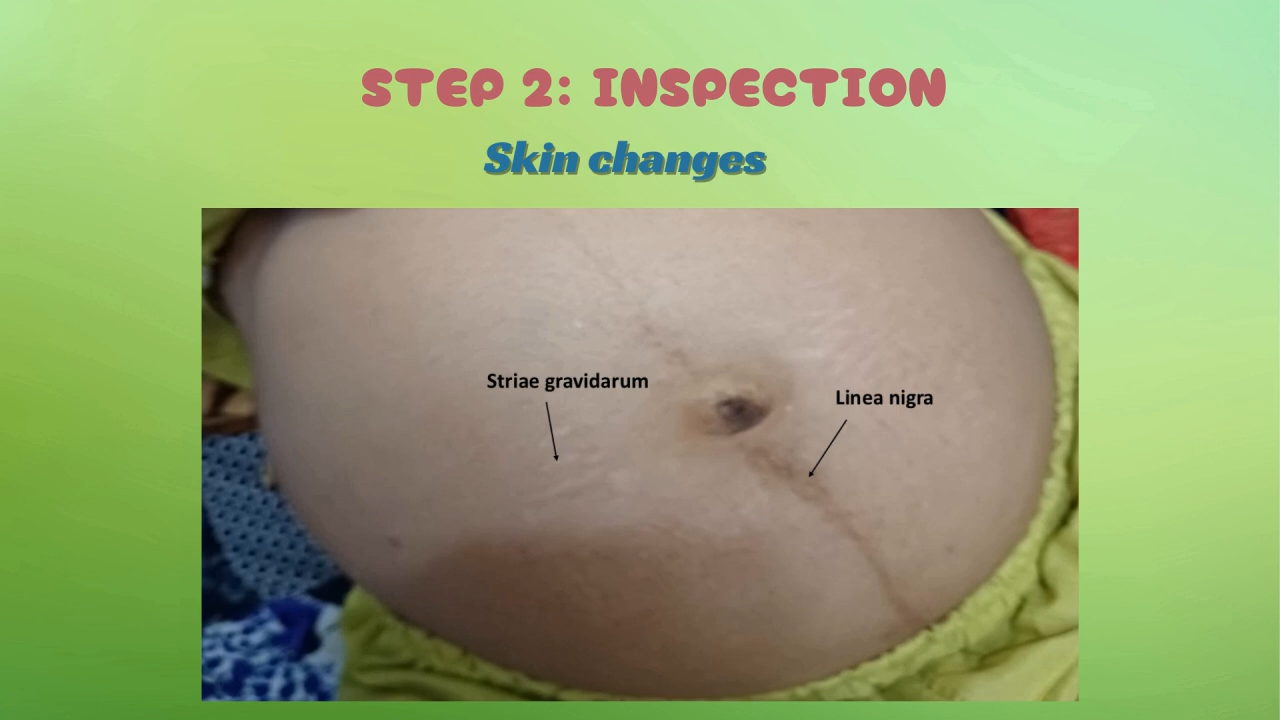 STEP 2: INSPECTION
Skin changes
Striae gravidarum
Linea nigra